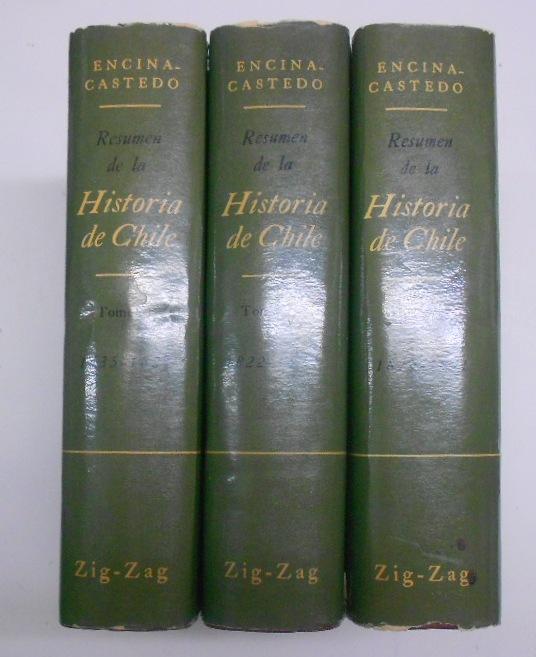 ENCINA-
CASTEDO
Resumen
de la
Historia
de Chile
Tomo
Zig-Zag
ENCINA-
CASTEDO
Resumen
de la
Historia
de Chile
Zig-Zag
ENCINA-
CASTEDO
Resumen
de la
Historia
de Chile
Zig-Zag